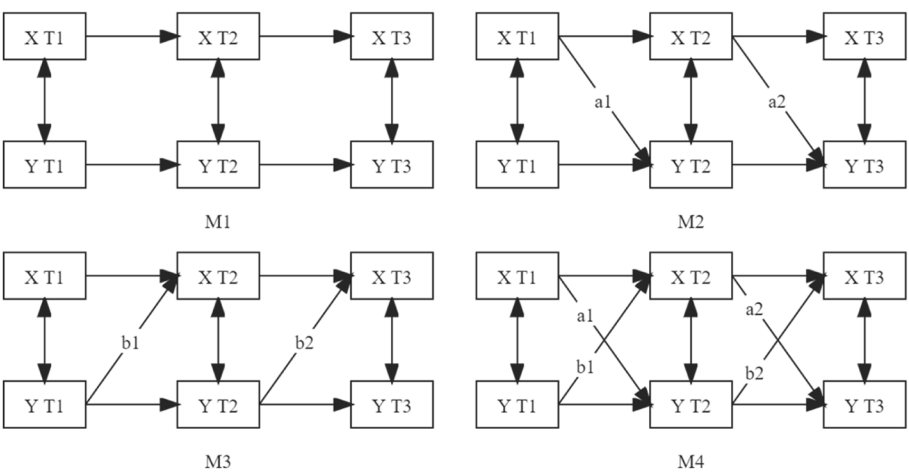 X T1 X T2 X T3 X T1 X T2 X T3
a1 a2
Y T1 Y T2 Y T3 Y T1 Y T2 Y T3
M1 M2
X T1 X T2 X T3 X T1 X T2 X T3
a1 a2
b1 b2
b1 b2
Y T1 Y T2 Y T3 Y T1 Y T2 Y T3
M3 M4